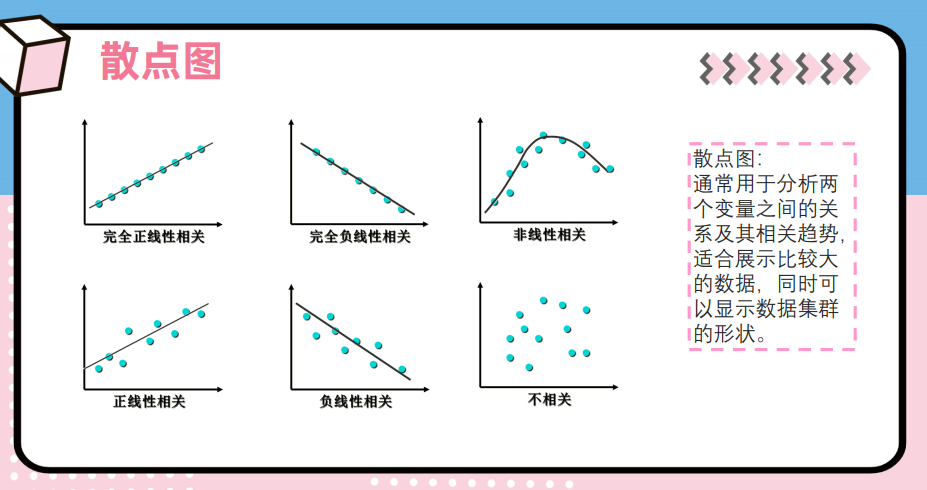 散点图
完全正线性相关
完全负线性相关
非线性相关
正线性相关
负线性相关
不相关
散点图：
通常用于分析两
个变量之间的关
系及其相关趋势，
适合展示比较大
的数据，同时可
以显示数据集群
的形状。